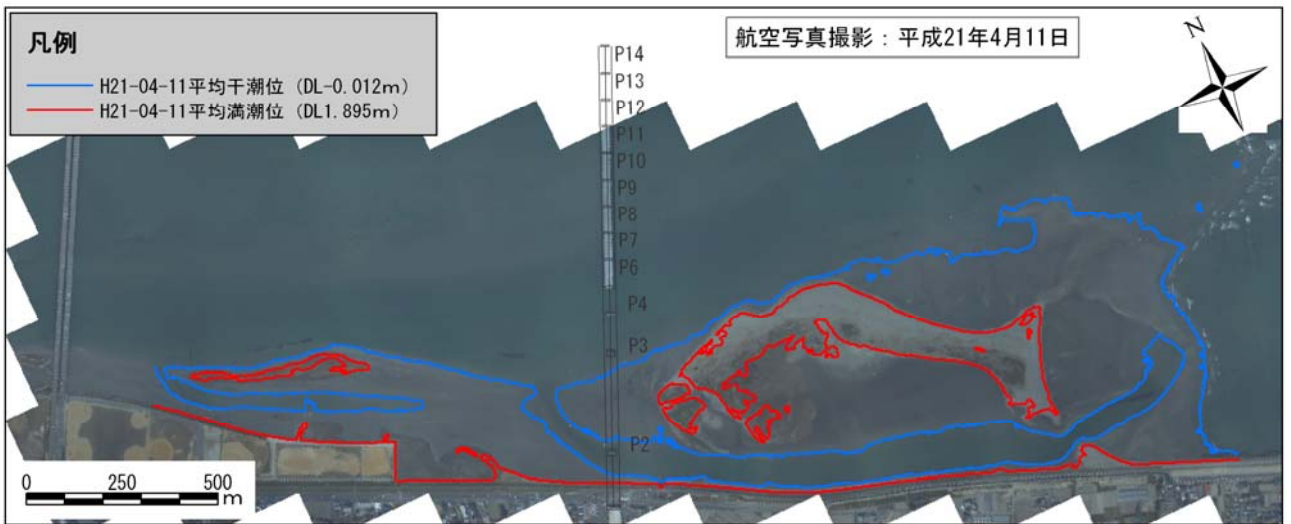 凡例
H21-04-11平均干潮位 (DL-0.012m)
H21-04-11平均満潮位 (DL1.895m)
航空写真撮影：平成21年4月11日
N
P14
P13
P12
P11
P10
P9
P8
P7
P6
P4
P3
P2
0 250 500
m